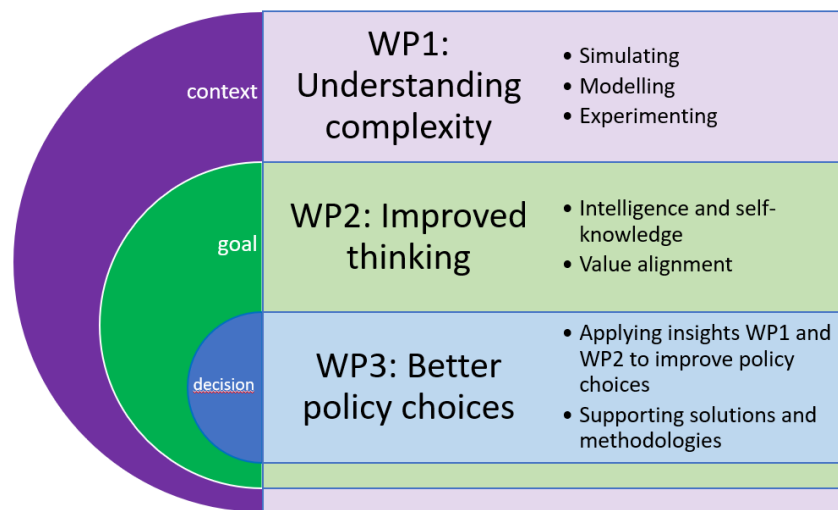 context
WP1:
Understanding
complexity
• Simulating
• Modelling
• Experimenting
goal
WP2: Improved
thinking
• Intelligence and self-
knowledge
• Value alignment
decision
WP3: Better
policy choices
• Applying insights WP1 and
WP2 to improve policy
choices
• Supporting solutions and
methodologies